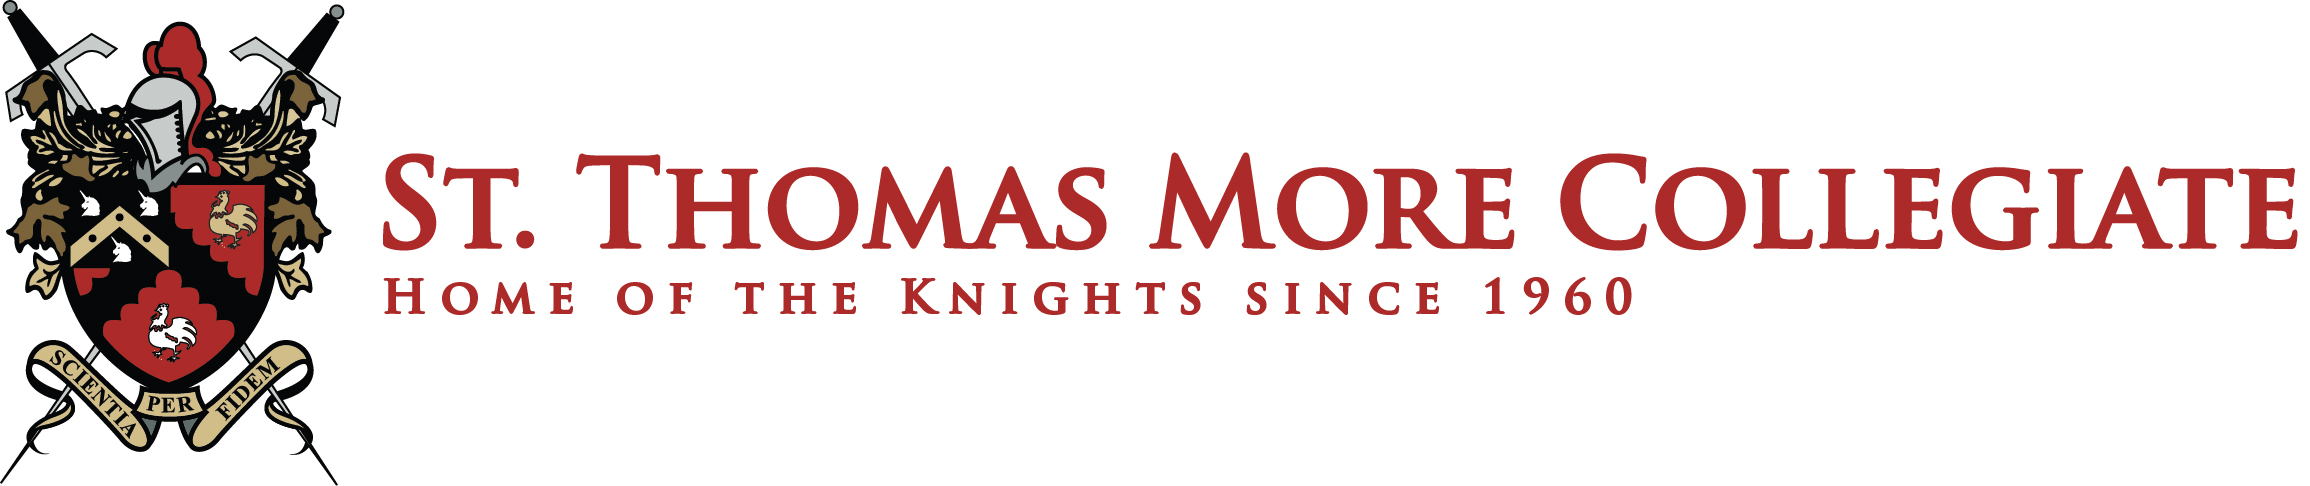 St. Thomas More Collegiate
Home of the Knights since 1960
SCIENTIA PER FIDEM